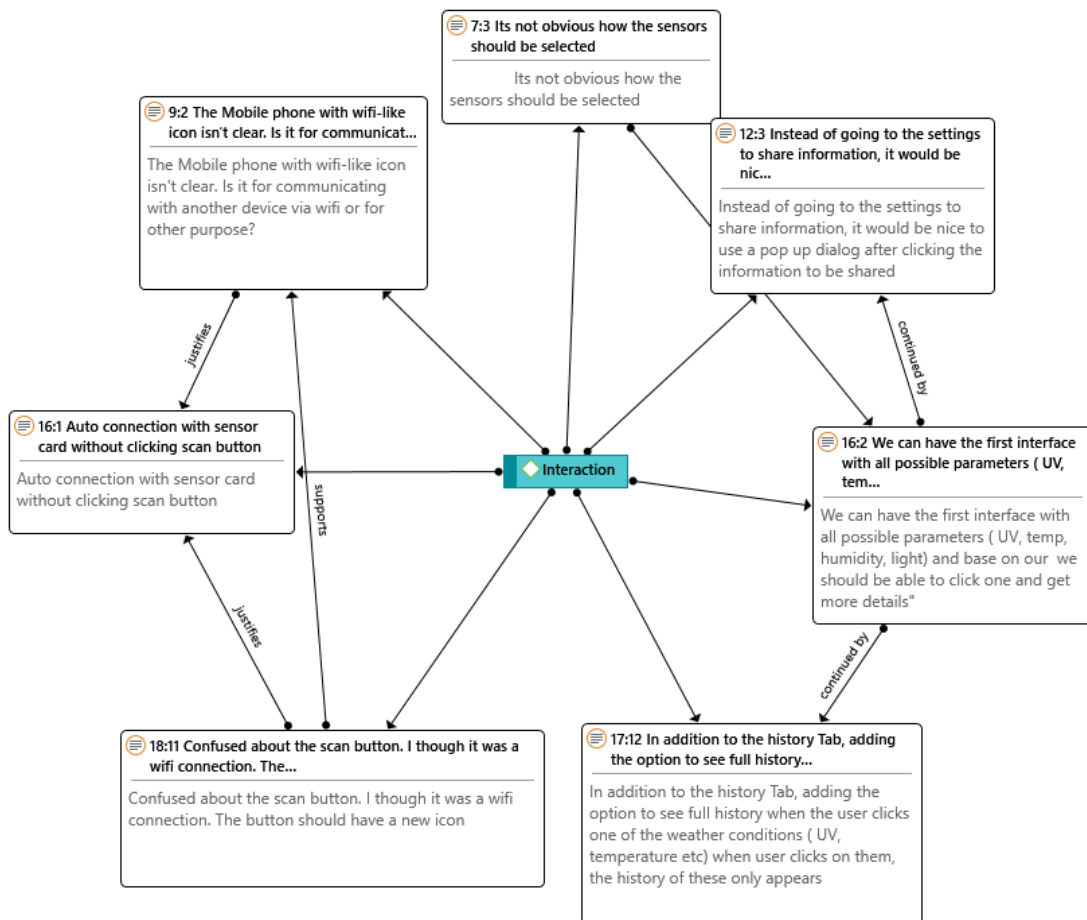 7:3 Its not obvious how the sensors
should be selected
Its not obvious how the
sensors should be selected
9:2 The Mobile phone with wifi-like
icon isn't clear. Is it for communicat...
The Mobile phone with wifi-like icon
isn't clear. Is it for communicating
with another device via wifi or for
other purpose?
12:3 Instead of going to the settings
to share information, it would be
nic...
Instead of going to the settings to
share information, it would be nice to
use a pop up dialog after clicking the
information to be shared
justifies
continued by
16:1 Auto connection with sensor
card without clicking scan button
Auto connection with sensor card
without clicking scan button
Interaction
supports
16:2 We can have the first interface
with all possible parameters ( UV,
tem...
We can have the first interface with
all possible parameters ( UV, temp,
humidity, light) and base on our  we
should be able to click one and get
more details"
justifies
continued by
18:11 Confused about the scan button. I though it was a
wifi connection. The...
Confused about the scan button. I though it was a wifi
connection. The button should have a new icon
17:12 In addition to the history Tab, adding
the option to see full history...
In addition to the history Tab, adding the
option to see full history when the user clicks
one of the weather conditions ( UV,
temperature etc) when user clicks on them,
the history of these only appears